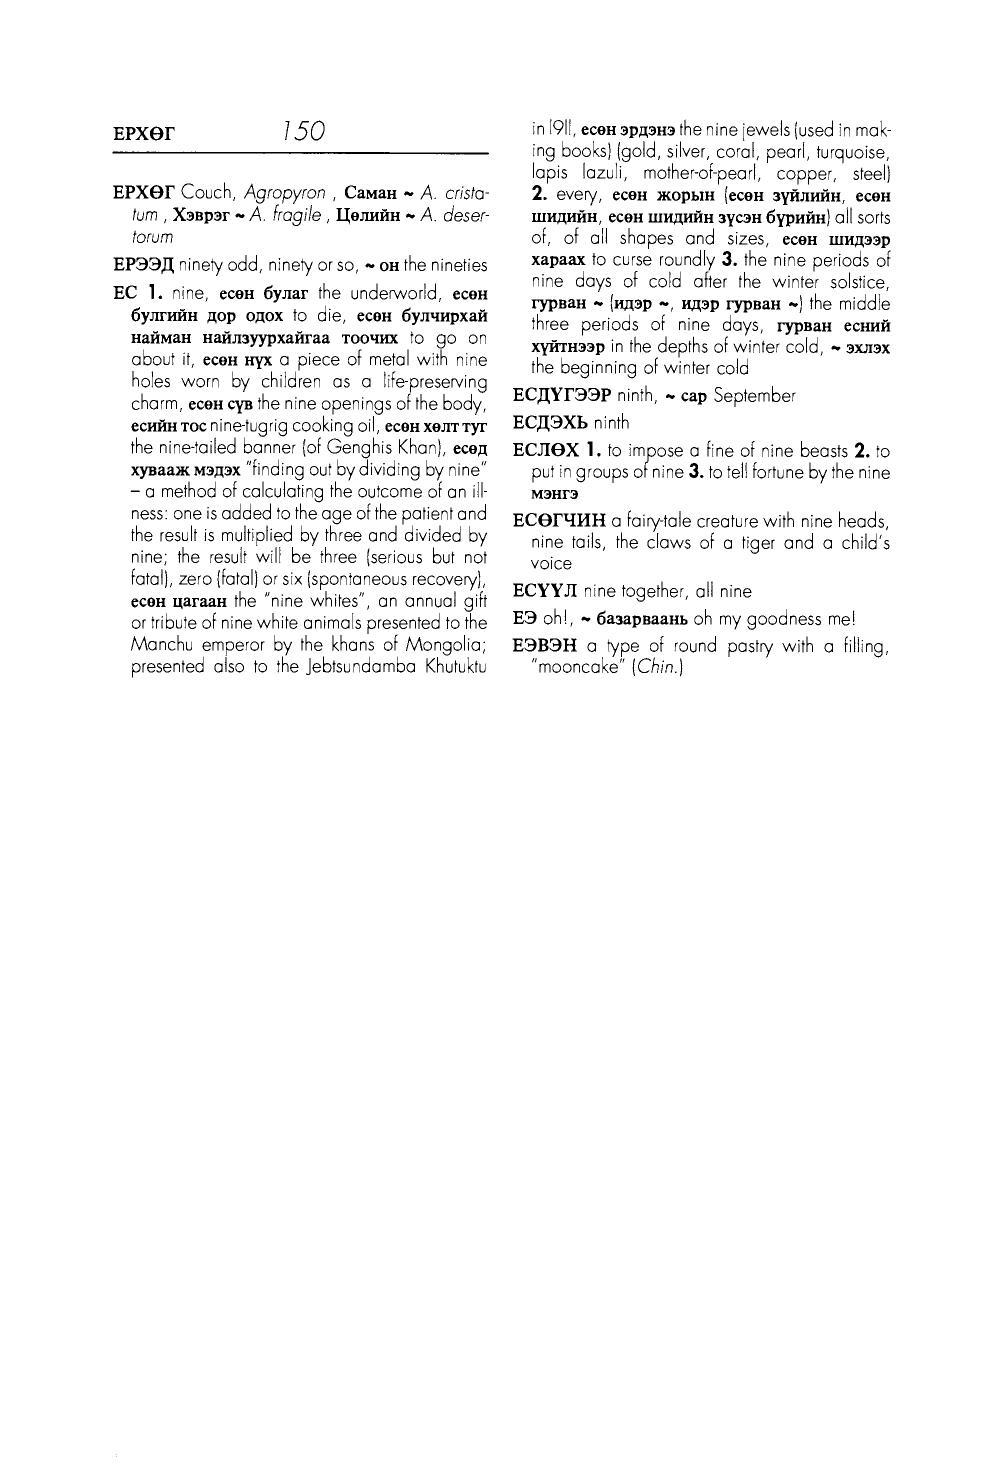 ЕРХӨГ 150
ЕРХӨГ Couch, Agropyron , Саман ~ A. crista-
tum , Хэврэг ~ A. fragile , Цөлийн ~ A. deser-
torum
ЕРЭЭД ninety odd, ninety or so, ~ он the nineties
ЕС 1. nine, есөн булаг the underworld, есөн
булгийн дор одох to die, есөн булчирхай
найман найлзуурхайгаа тоочих to go on
about it, есөн нүх a piece of metal with nine
holes worn by children as a life-preserving
charm, есөн сүв the nine openings of the body,
есийн тос nine-tugrig cooking oil, есөн хөлт туг
the nine-tailed banner (of Genghis Khan), есөд
хувааж мэдэх "finding out by dividing by nine"
– a method of calculating the outcome of an ill-
ness: one is added to the age of the patient and
the result is multiplied by three and divided by
nine; the result will be three (serious but not
fatal), zero (fatal) or six (spontaneous recovery),
есөн цагаан the "nine whites", an annual gift
or tribute of nine white animals presented to the
Manchu emperor by the khans of Mongolia;
presented also to the Jebtsundamba Khutuktu
in 1911, есөн эрдэнэ the nine jewels (used in mak-
ing books) (gold, silver, coral, pearl, turquoise,
lapis lazuli, mother-of-pearl, copper, steel)
2. every, есөн жорын (есөн зүйлийн, есөн
шидийн, есөн шидийн зүсэн бүрийн) all sorts
of, of all shapes and sizes, есөн шидээр
хараах to curse roundly 3. the nine periods of
nine days of cold after the winter solstice,
гурван ~ (идэр ~, идэр гурван ~) the middle
three periods of nine days, гурван есний
хүйтнээр in the depths of winter cold, ~ эхлэх
the beginning of winter cold
ЕСДҮГЭЭР ninth, ~ сар September
ЕСДЭХЬ ninth
ЕСЛӨХ 1. to impose a fine of nine beasts 2. to
put in groups of nine 3. to tell fortune by the nine
мэнгэ
ЕСӨГЧИН a fairy-tale creature with nine heads,
nine tails, the claws of a tiger and a child's
voice
ЕСҮҮЛ nine together, all nine
ЕЭ oh!, ~ базарваань oh my goodness me!
ЕЭВЭН a type of round pastry with a filling,
"mooncake" (Chin.)